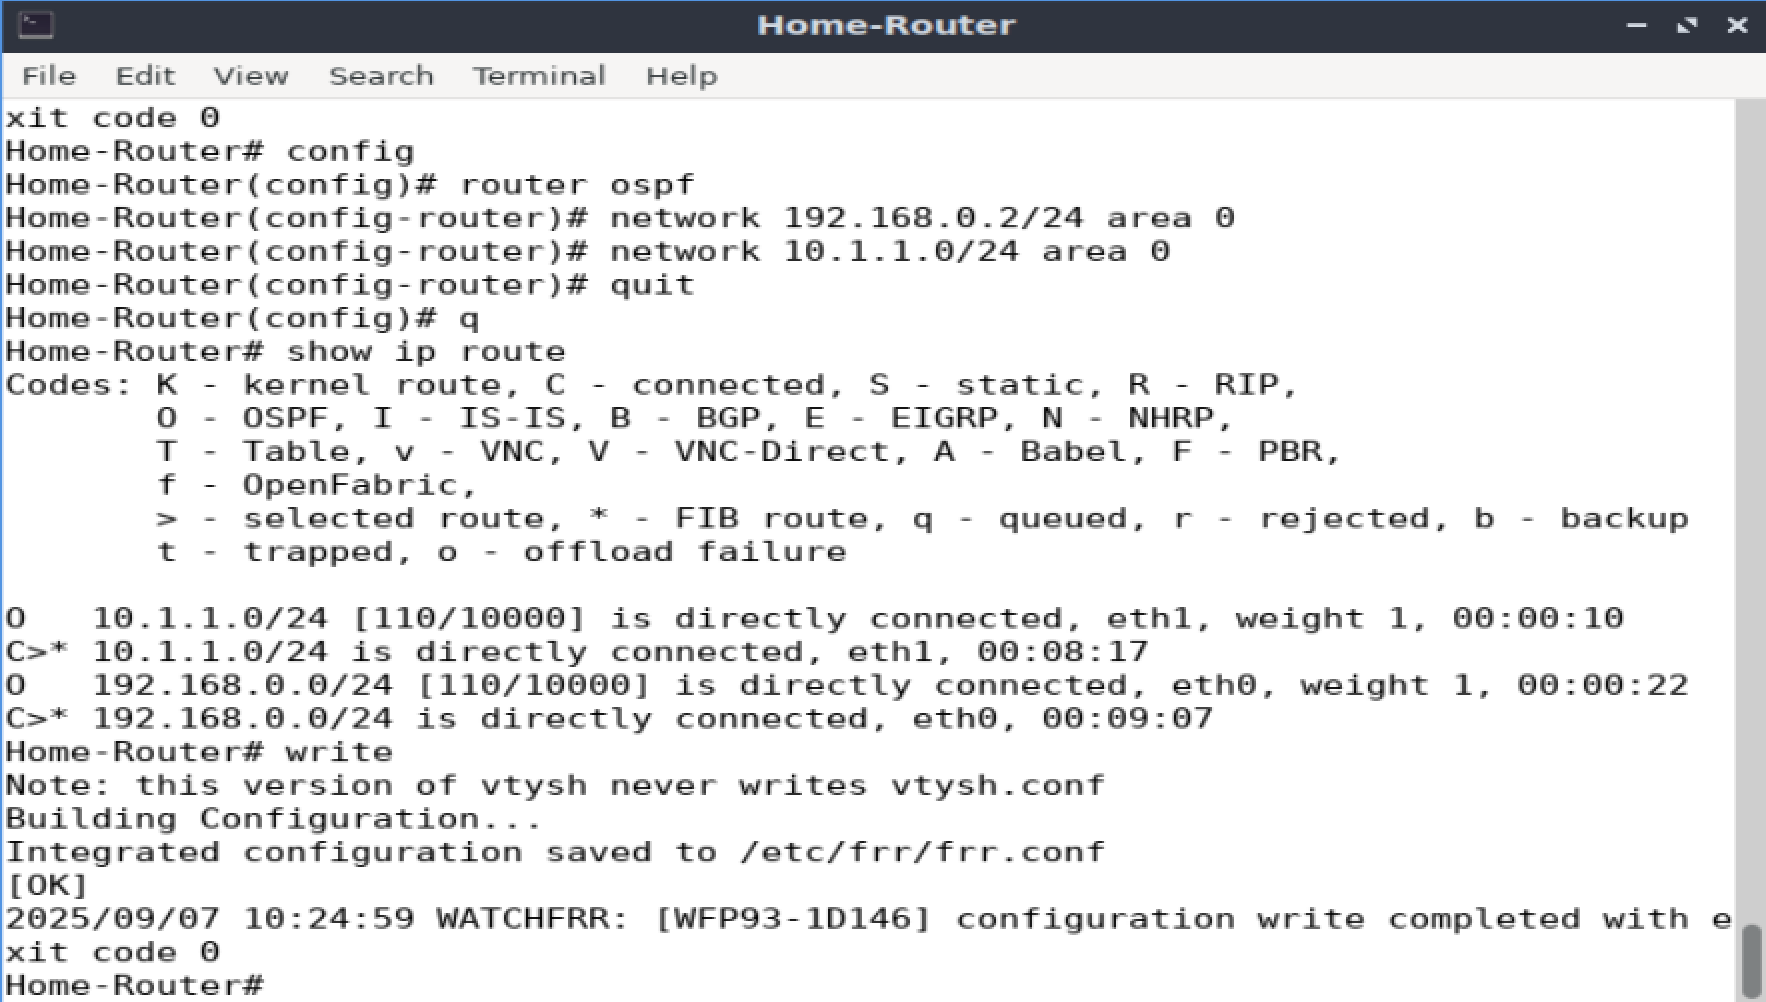 Home-Router
File Edit View Search Terminal Help
xit code 0
Home-Router# config
Home-Router(config)# router ospf
Home-Router(config-router)# network 192.168.0.2/24 area 0
Home-Router(config-router)# network 10.1.1.0/24 area 0
Home-Router(config-router)# quit
Home-Router(config)# q
Home-Router# show ip route
Codes: K - kernel route, C - connected, S - static, R - RIP,
       O - OSPF, I - IS-IS, B - BGP, E - EIGRP, N - NHRP,
       T - Table, v - VNC, V - VNC-Direct, A - Babel, F - PBR,
       f - OpenFabric,
       > - selected route, * - FIB route, q - queued, r - rejected, b - backup
       t - trapped, o - offload failure

O   10.1.1.0/24 [110/10000] is directly connected, eth1, weight 1, 00:00:10
C>* 10.1.1.0/24 is directly connected, eth1, 00:08:17
O   192.168.0.0/24 [110/10000] is directly connected, eth0, weight 1, 00:00:22
C>* 192.168.0.0/24 is directly connected, eth0, 00:09:07
Home-Router# write
Note: this version of vtysh never writes vtysh.conf
Building Configuration...
Integrated configuration saved to /etc/frr/frr.conf
[OK]
2025/09/07 10:24:59 WATCHFRR: [WFP93-1D146] configuration write completed with e
xit code 0
Home-Router#